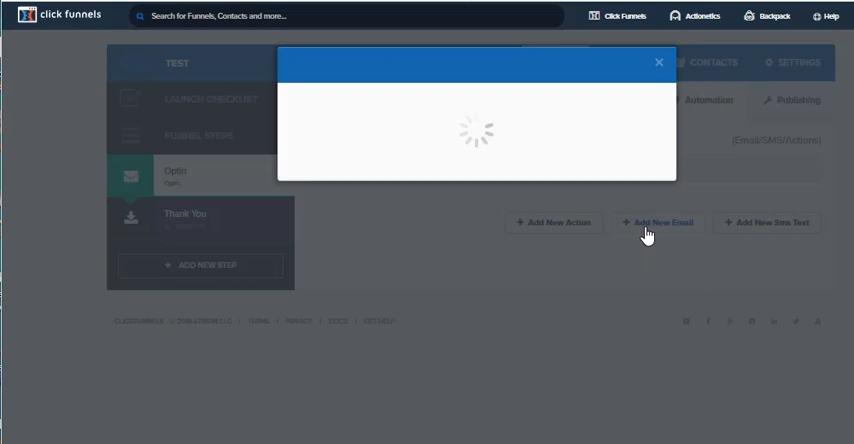 click funnels
Search for Funnels, Contacts and more...
Click Funnels
Actionetics
Backpack
Help
TEST
CONTACTS
SETTINGS
LAUNCH CHECKLIST
Automation
Publishing
FUNNEL STEPS
(Email/SMS/Actions)
Optin
Optin
Thank You
+ Add New Action
+ Add New Email
+ Add New Sms Text
+ ADD NEW STEP
TERMS | PRIVACY | DOCS | GET HELP